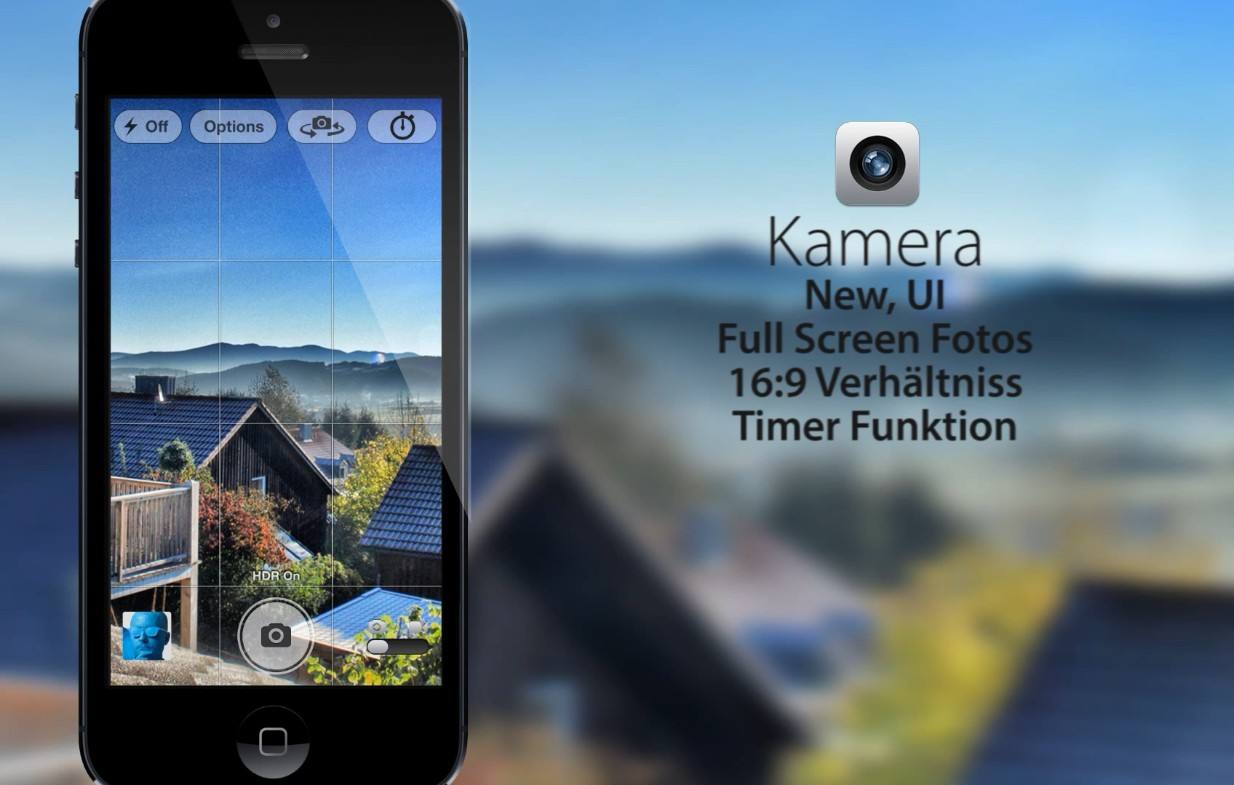 Off
Options
HDR On
Kamera
New, UI
Full Screen Fotos
16:9 Verhältniss
Timer Funktion